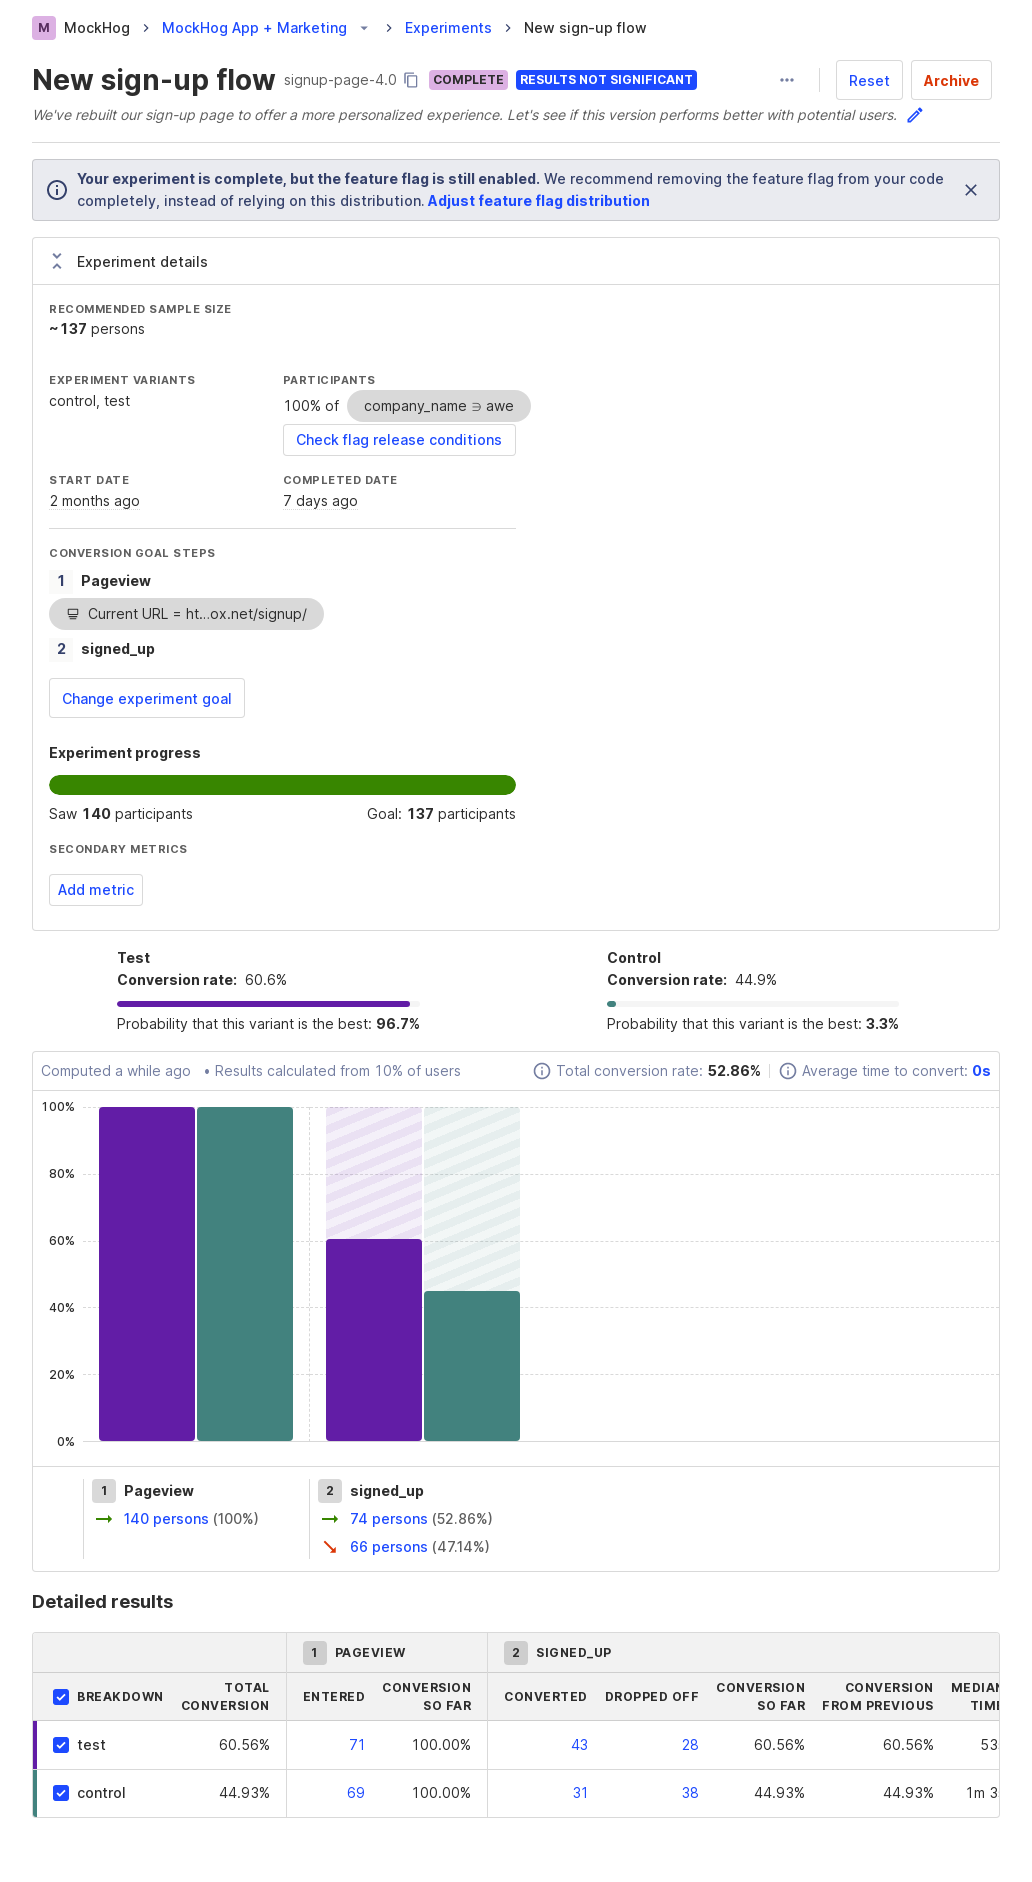 M MockHog > MockHog App + Marketing > Experiments > New sign-up flow
New sign-up flow signup-page-4.0 COMPLETE RESULTS NOT SIGNIFICANT ··· Reset Archive
We've rebuilt our sign-up page to offer a more personalized experience. Let's see if this version performs better with potential users.
Your experiment is complete, but the feature flag is still enabled. We recommend removing the feature flag from your code
completely, instead of relying on this distribution. Adjust feature flag distribution
Experiment details
RECOMMENDED SAMPLE SIZE
~137 persons
EXPERIMENT VARIANTS PARTICIPANTS
control, test 100% of company_name ∋ awe
Check flag release conditions
START DATE COMPLETED DATE
2 months ago 7 days ago
CONVERSION GOAL STEPS
1 Pageview
Current URL = ht...ox.net/signup/
2 signed_up
Change experiment goal
Experiment progress
Saw 140 participants Goal: 137 participants
SECONDARY METRICS
Add metric
Test Control
Conversion rate: 60.6% Conversion rate: 44.9%
Probability that this variant is the best: 96.7% Probability that this variant is the best: 3.3%
Computed a while ago • Results calculated from 10% of users Total conversion rate: 52.86% Average time to convert: 0s
100%
80%
60%
40%
20%
0%
1 Pageview 2 signed_up
140 persons (100%) 74 persons (52.86%)
66 persons (47.14%)
Detailed results
1 PAGEVIEW 2 SIGNED_UP
BREAKDOWN TOTAL CONVERSION ENTERED CONVERSION SO FAR CONVERTED DROPPED OFF CONVERSION SO FAR CONVERSION FROM PREVIOUS
test 60.56% 71 100.00% 43 28 60.56% 60.56% 53
control 44.93% 69 100.00% 31 38 44.93% 44.93% 1m